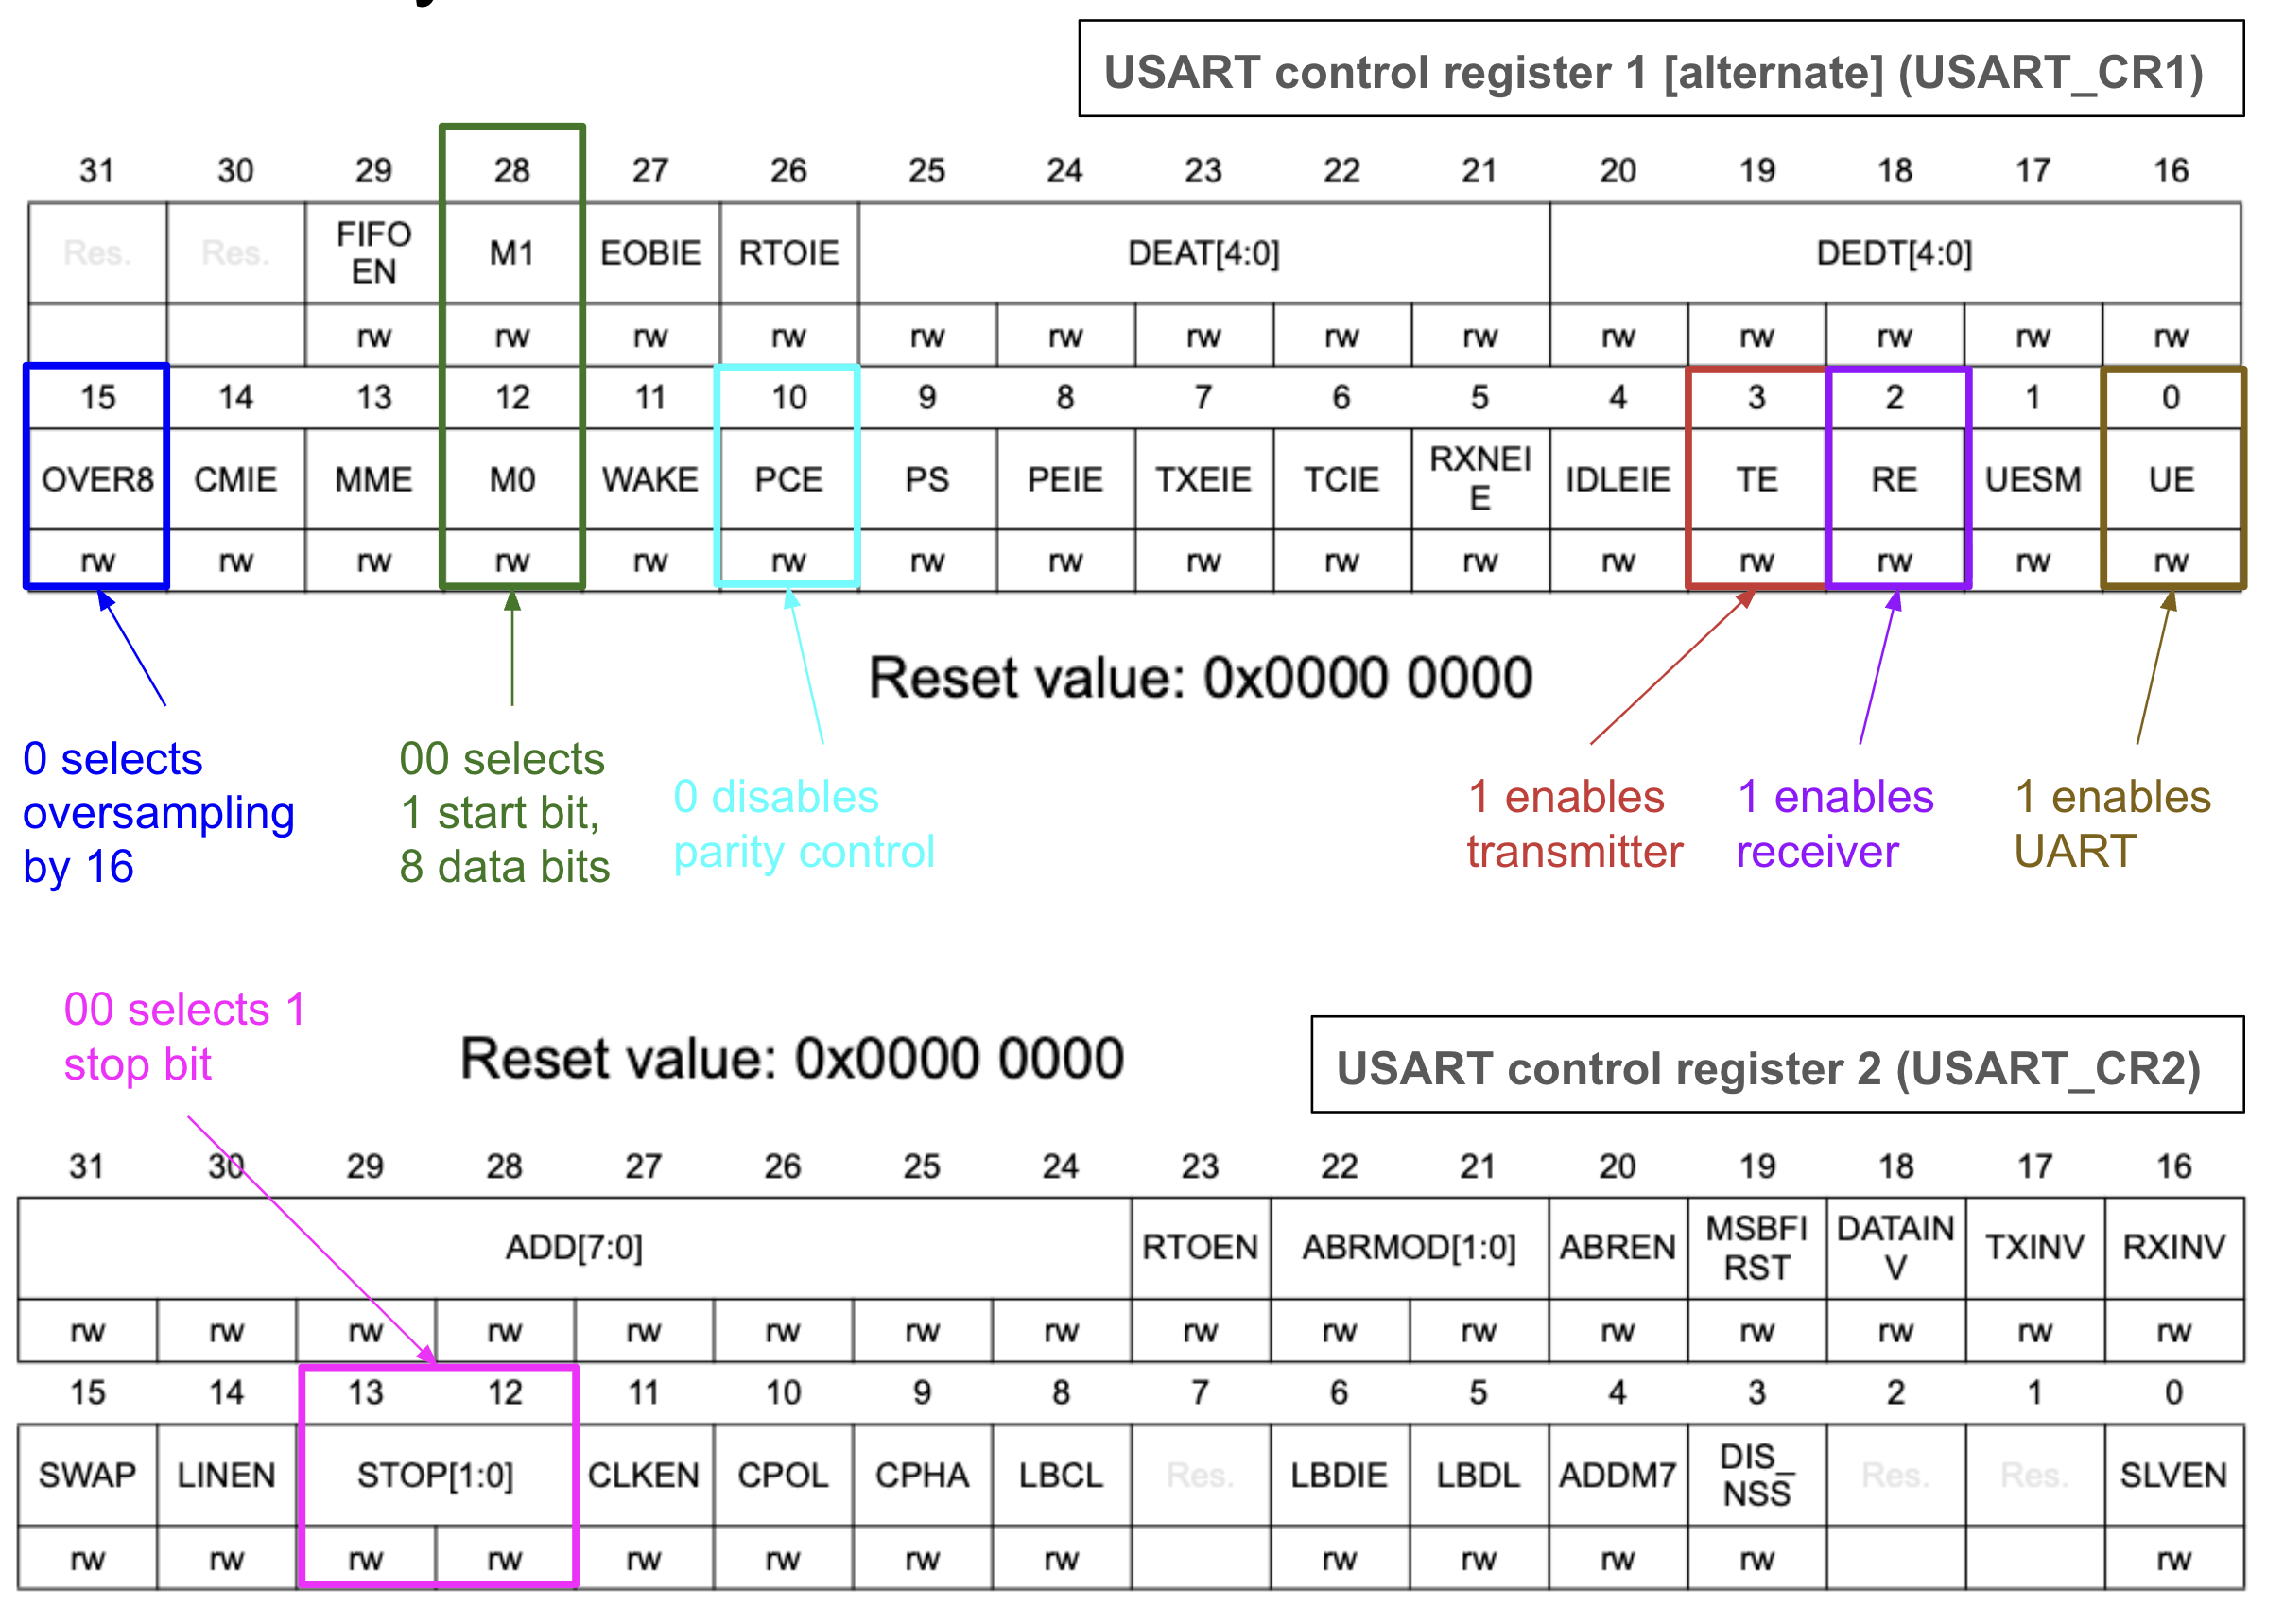 USART control register 1 [alternate] (USART_CR1)
31 30 29 28 27 26 25 24 23 22 21 20 19 18 17 16
Res. Res. FIFO EN M1 EOBIE RTOIE DEAT[4:0] DEDT[4:0]
rw rw rw rw rw rw rw rw rw rw rw rw rw rw
15 14 13 12 11 10 9 8 7 6 5 4 3 2 1 0
OVER8 CMIE MME M0 WAKE PCE PS PEIE TXEIE TCIE RXNEI E IDLEIE TE RE UESM UE
rw rw rw rw rw rw rw rw rw rw rw rw rw rw rw rw
Reset value: 0x0000 0000
0 selects
oversampling
by 16
00 selects
1 start bit,
8 data bits
0 disables
parity control
1 enables
transmitter
1 enables
receiver
1 enables
UART
00 selects 1
stop bit
Reset value: 0x0000 0000
USART control register 2 (USART_CR2)
31 30 29 28 27 26 25 24 23 22 21 20 19 18 17 16
ADD[7:0] RTOEN ABRMOD[1:0] ABREN MSBFI RST DATAIN V TXINV RXINV
rw rw rw rw rw rw rw rw rw rw rw rw rw rw rw rw
15 14 13 12 11 10 9 8 7 6 5 4 3 2 1 0
SWAP LINEN STOP[1:0] CLKEN CPOL CPHA LBCL Res. LBDIE LBDL ADDM7 DIS_ NSS Res. Res. SLVEN
rw rw rw rw rw rw rw rw rw rw rw rw rw